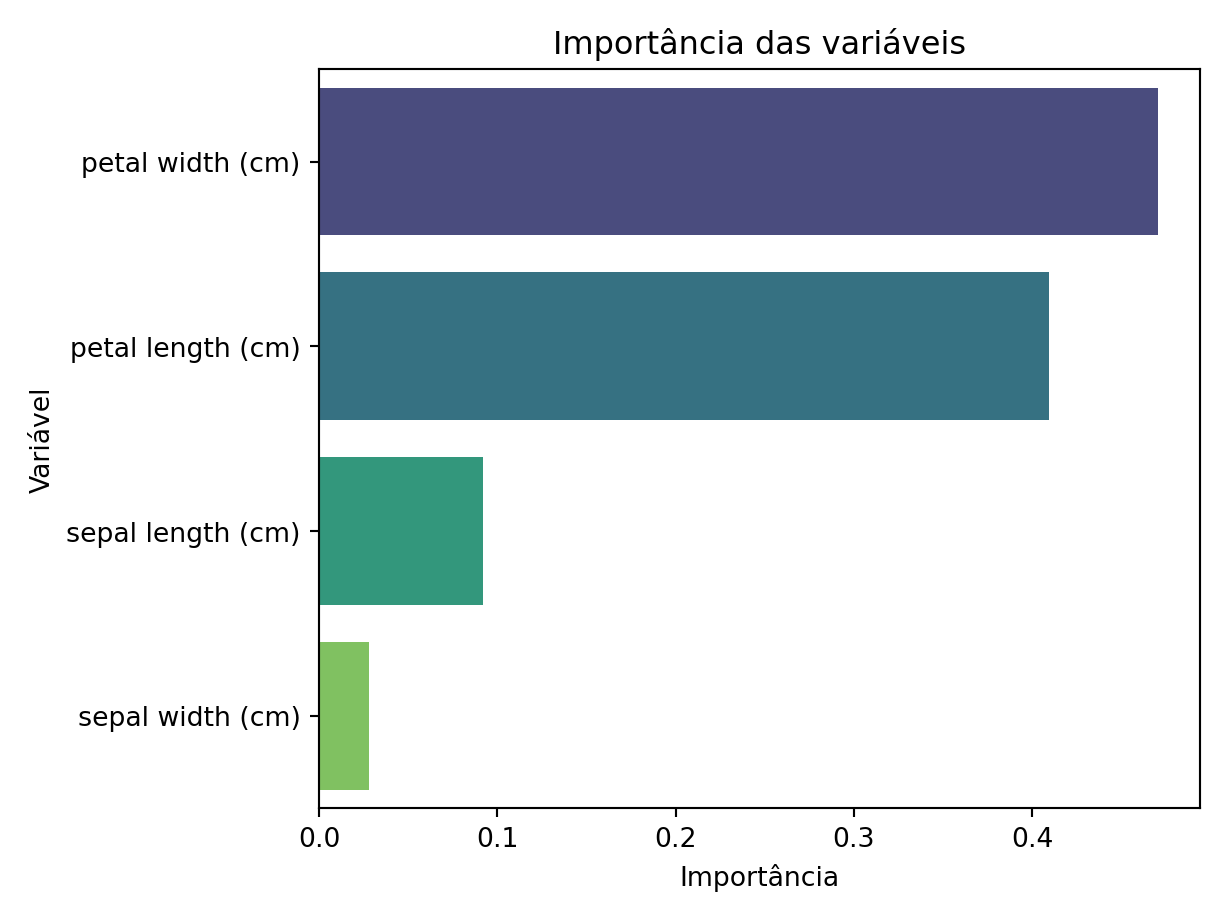 Importância das variáveis
petal width (cm)
petal length (cm)
sepal length (cm)
sepal width (cm)
Variável
0.0 0.1 0.2 0.3 0.4
Importância